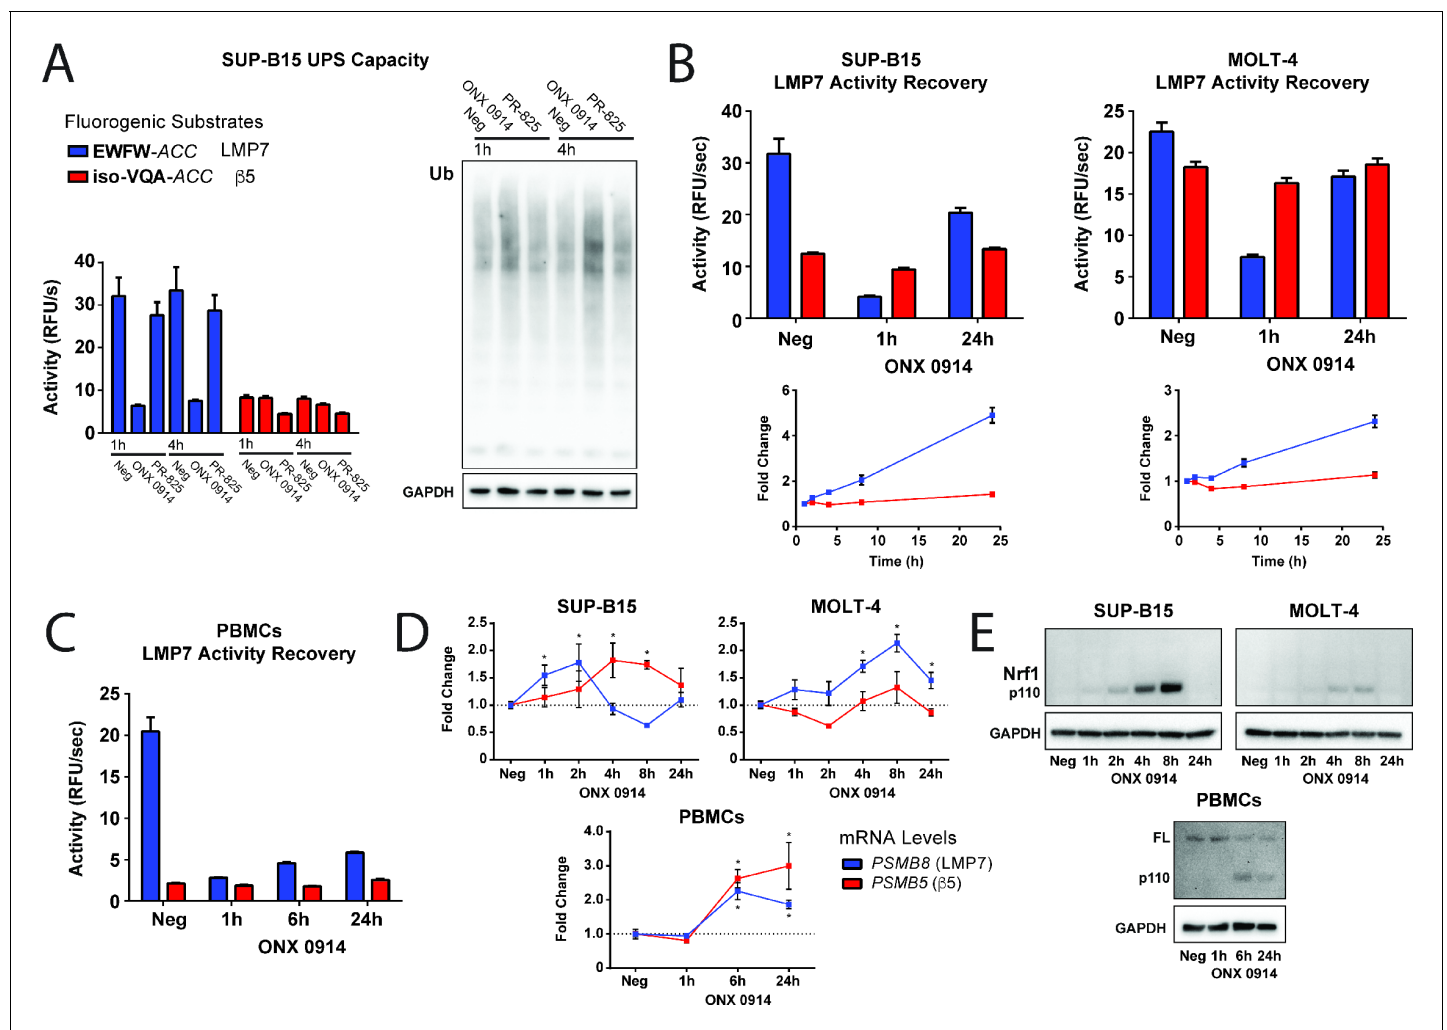 A
SUP-B15 UPS Capacity
Fluorogenic Substrates
EWFW-ACC LMP7
iso-VQA-ACC β5
Activity (RFU/s)
40
30
20
10
0
1h 4h 1h 4h
Neg ONX 0914 PR-825 Neg ONX 0914 PR-825 Neg ONX 0914 PR-825 Neg ONX 0914 PR-825
Neg ONX 0914 PR-825 Neg ONX 0914 PR-825
1h 4h
Ub
GAPDH
B
SUP-B15
LMP7 Activity Recovery
Activity (RFU/sec)
40
30
20
10
0
Neg 1h 24h
ONX 0914
Fold Change
6
4
2
0
0 5 10 15 20 25
Time (h)
MOLT-4
LMP7 Activity Recovery
Activity (RFU/sec)
25
20
15
10
5
0
Neg 1h 24h
ONX 0914
Fold Change
3
2
1
0
0 5 10 15 20 25
Time (h)
C
PBMCs
LMP7 Activity Recovery
Activity (RFU/sec)
25
20
15
10
5
0
Neg 1h 6h 24h
ONX 0914
D
SUP-B15
Fold Change
2.5
2.0
1.5
1.0
0.5
0
* * * *
Neg 1h 2h 4h 8h 24h
ONX 0914
MOLT-4
Fold Change
2.5
2.0
1.5
1.0
0.5
0
* * *
Neg 1h 2h 4h 8h 24h
ONX 0914
PBMCs
Fold Change
4.0
3.0
2.0
1.0
0
* *
* *
Neg 1h 6h 24h
ONX 0914
mRNA Levels
PSMB8 (LMP7)
PSMB5 (β5)
E
SUP-B15 MOLT-4
Nrf1
p110
GAPDH
Neg 1h 2h 4h 8h 24h Neg 1h 2h 4h 8h 24h
ONX 0914 ONX 0914
PBMCs
FL
p110
GAPDH
Neg 1h 6h 24h
ONX 0914